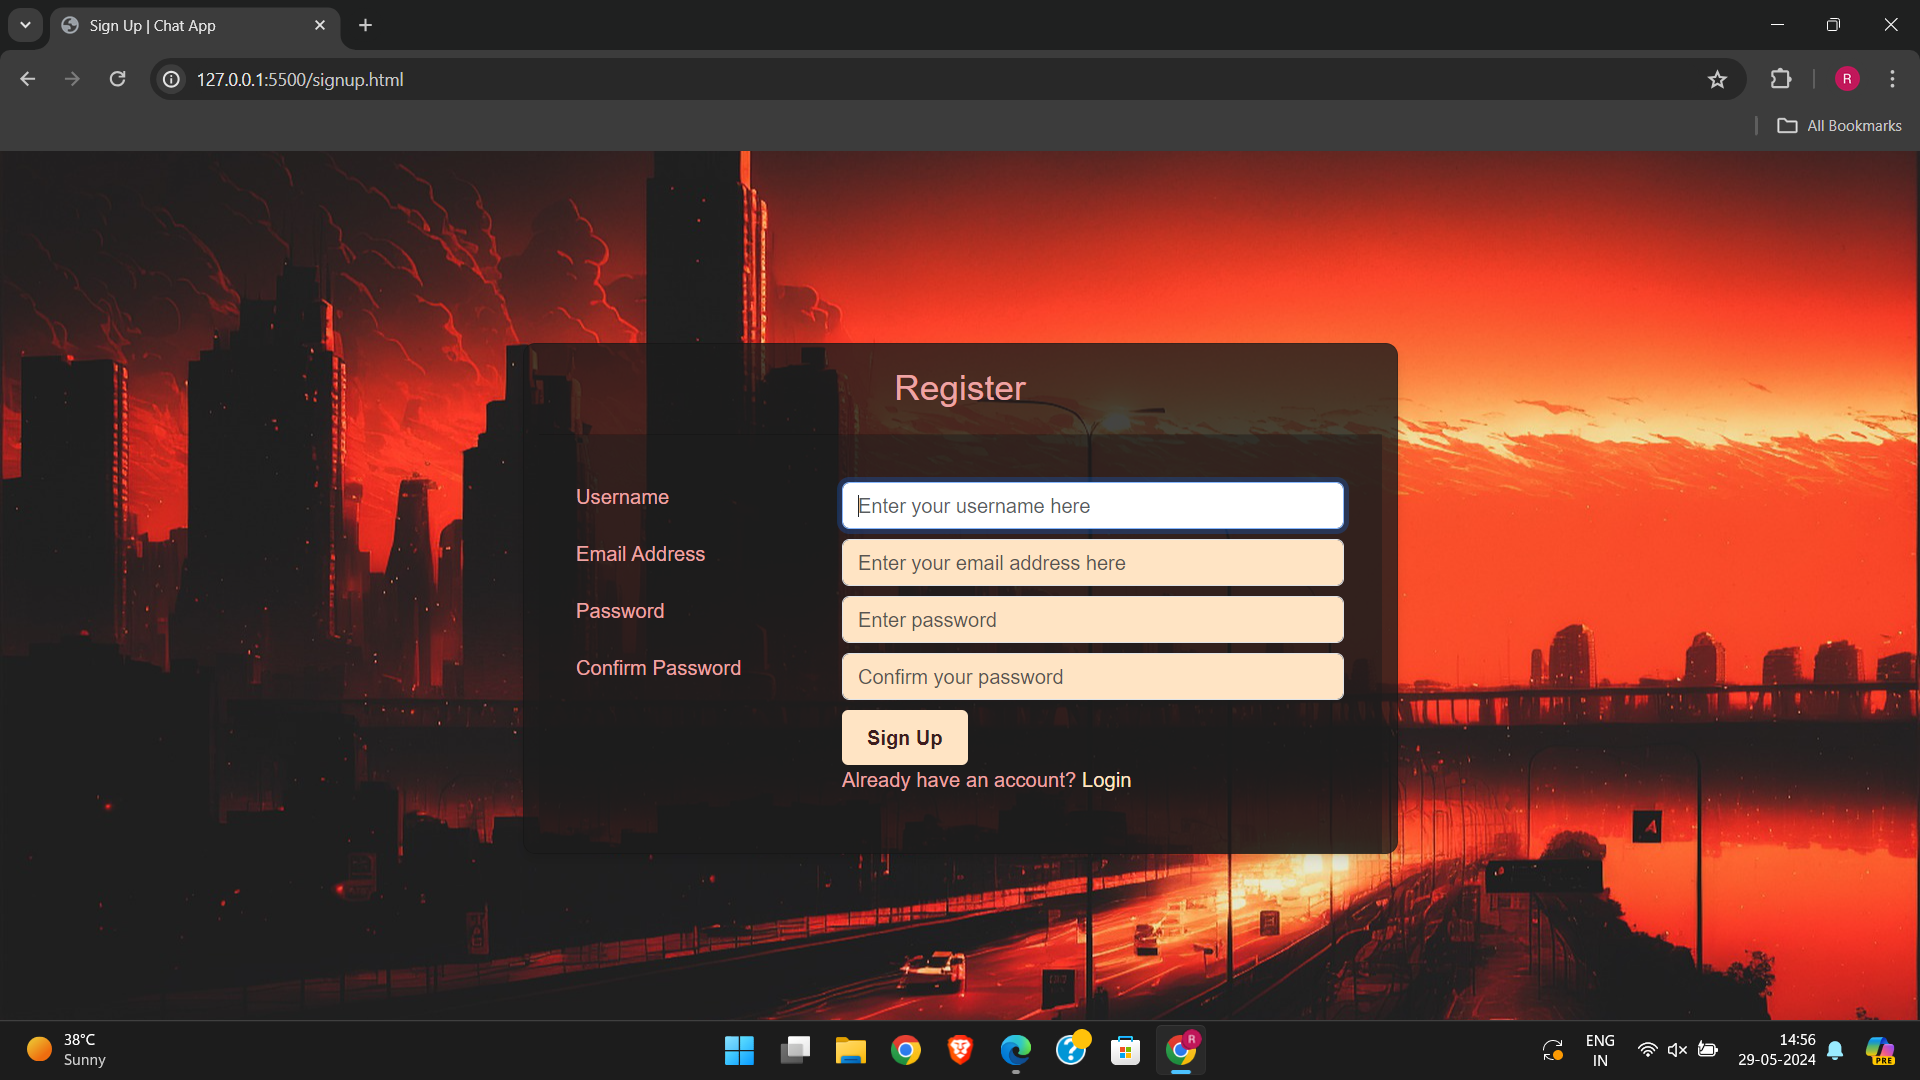 Sign Up | Chat App
127.0.0.1:5500/signup.html
R
All Bookmarks
Register
Username
Enter your username here
Email Address
Enter your email address here
Password
Enter password
Confirm Password
Confirm your password
Sign Up
Already have an account? Login
38°C
Sunny
R
ENG
IN
14:56
29-05-2024
PRE